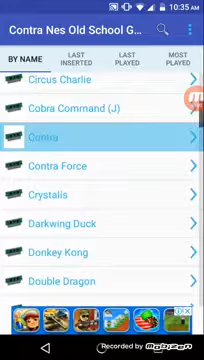 10:35 AM
Contra Nes Old School G...
BY NAME
LAST INSERTED
LAST PLAYED
MOST PLAYED
Circus Charlie
Cobra Command (J)
Contra
Contra Force
Crystalis
Darkwing Duck
Donkey Kong
Double Dragon
Recorded by mobizen